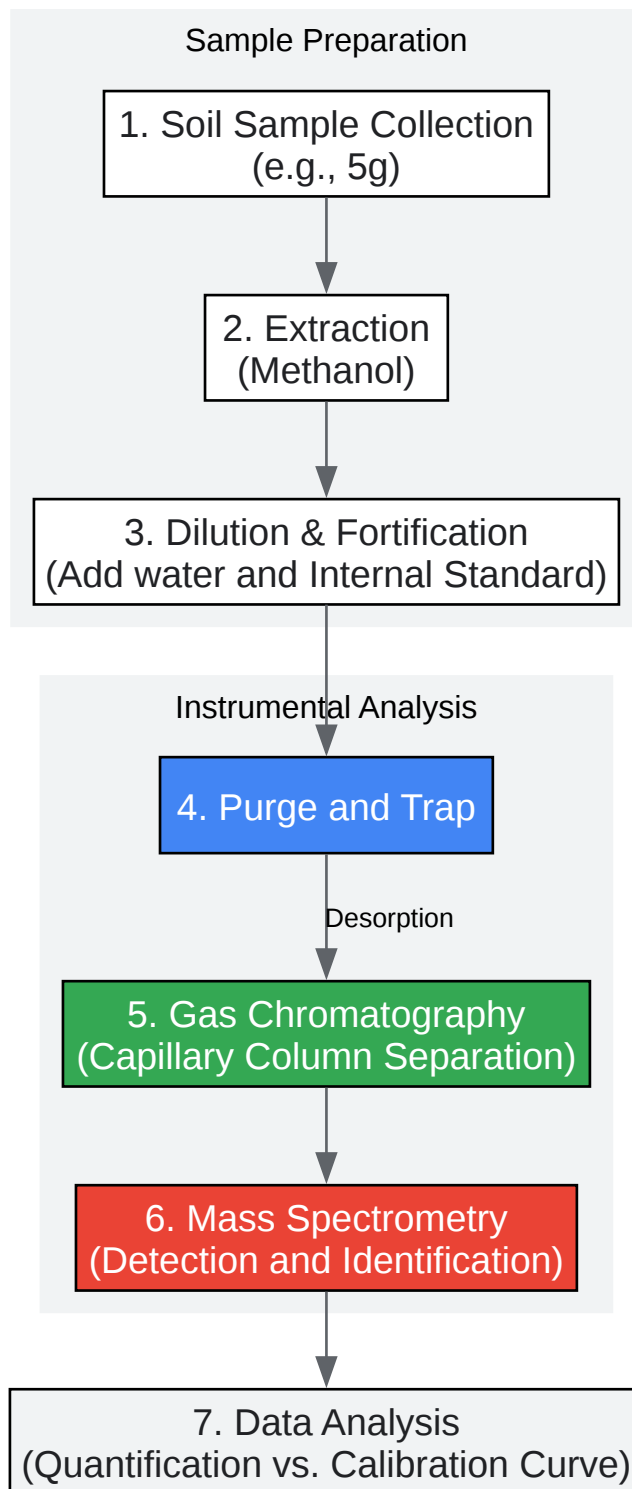 Sample Preparation
1. Soil Sample Collection
(e.g., 5g)
2. Extraction
(Methanol)
3. Dilution & Fortification
(Add water and Internal Standard)
Instrumental Analysis
4. Purge and Trap
Desorption
5. Gas Chromatography
(Capillary Column Separation)
6. Mass Spectrometry
(Detection and Identification)
7. Data Analysis
(Quantification vs. Calibration Curve)